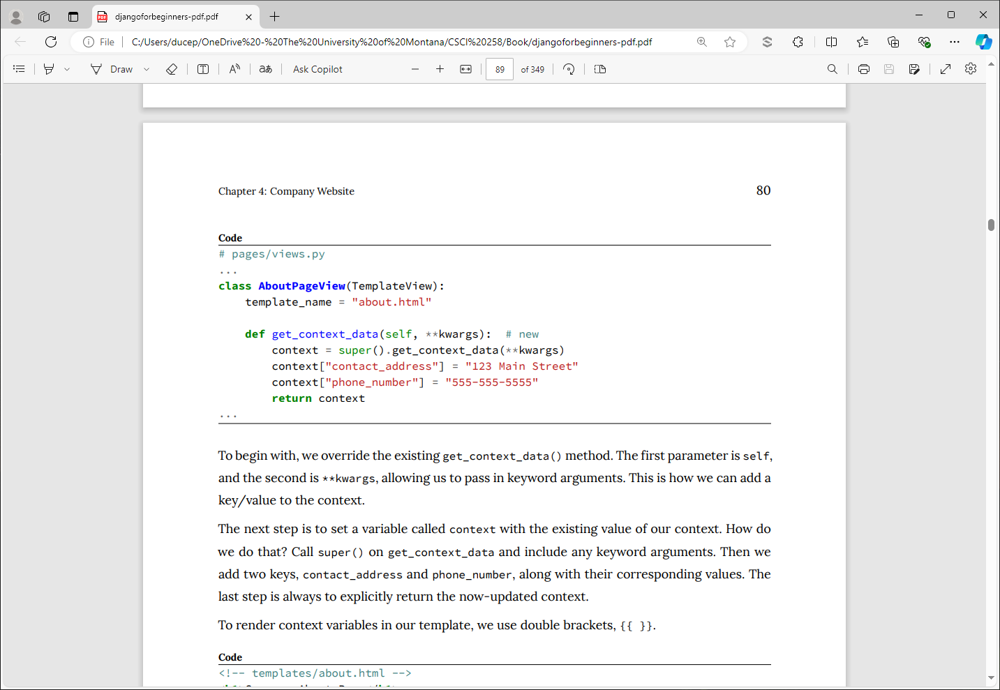 djangoforbeginners-pdf.pdf
File
C:/Users/ducep/OneDrive%20-%20The%20University%20of%20Montana/CSCI%20258/Book/djangoforbeginners-pdf.pdf
Draw
Ask Copilot
89
of 349
Chapter 4: Company Website
80
Code
# pages/views.py
...
class AboutPageView(TemplateView):
    template_name = "about.html"
    def get_context_data(self, **kwargs):  # new
        context = super().get_context_data(**kwargs)
        context["contact_address"] = "123 Main Street"
        context["phone_number"] = "555-555-5555"
        return context
...
To begin with, we override the existing get_context_data() method. The first parameter is self,
and the second is **kwargs, allowing us to pass in keyword arguments. This is how we can add a
key/value to the context.
The next step is to set a variable called context with the existing value of our context. How do
we do that? Call super() on get_context_data and include any keyword arguments. Then we
add two keys, contact_address and phone_number, along with their corresponding values. The
last step is always to explicitly return the now-updated context.
To render context variables in our template, we use double brackets, {{ }}.
Code
<!-- templates/about.html -->